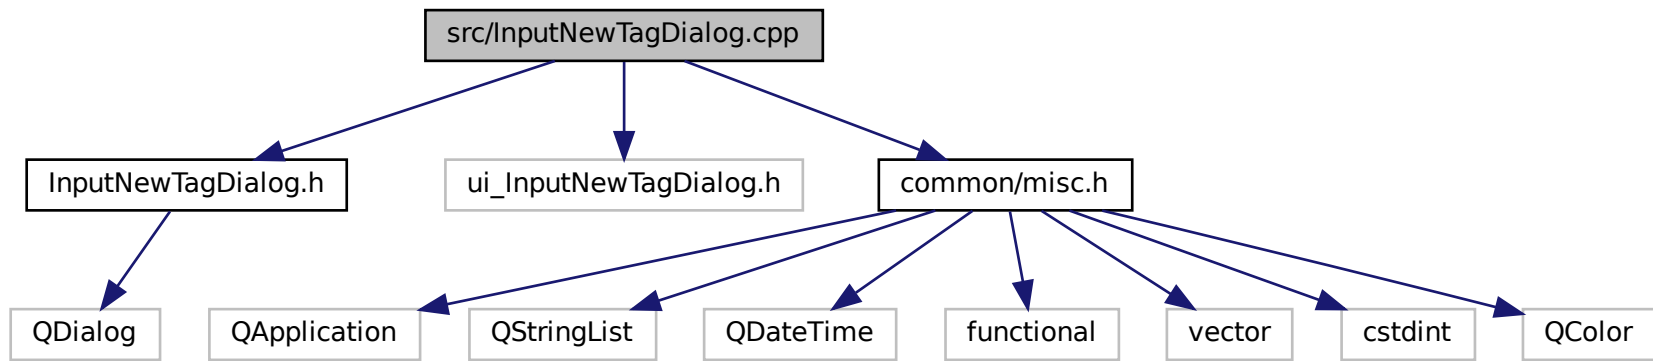 src/InputNewTagDialog.cpp
InputNewTagDialog.h
ui_InputNewTagDialog.h
common/misc.h
QDialog
QApplication
QStringList
QDateTime
functional
vector
cstdint
QColor